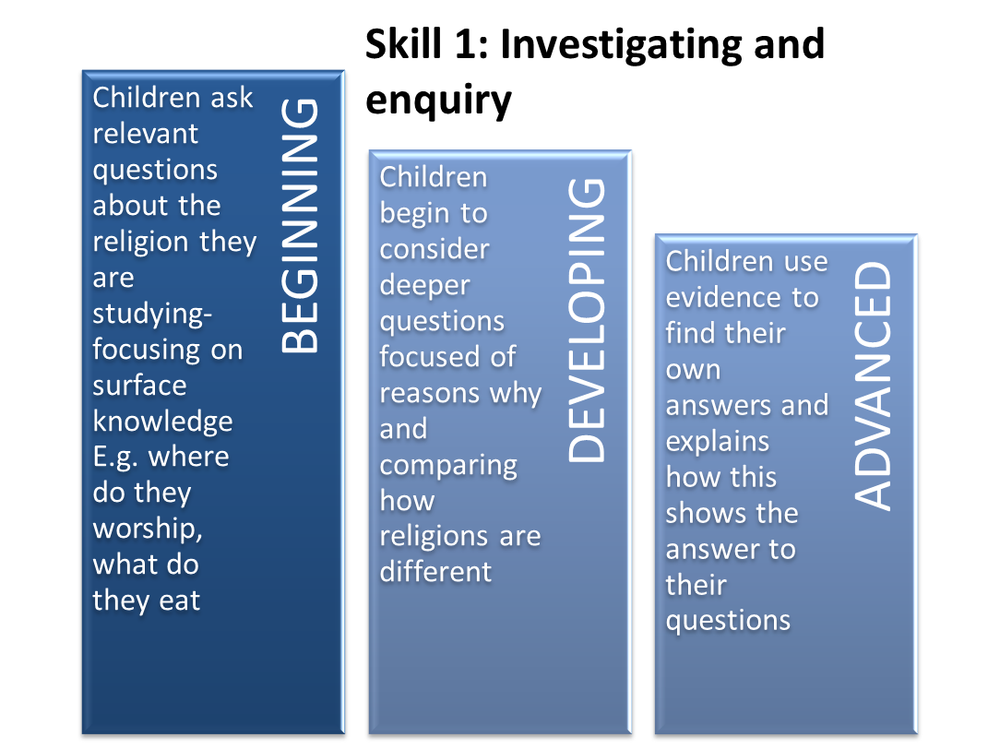 Skill 1: Investigating and
enquiry
BEGINNING
Children ask
relevant
questions
about the
religion they
are
studying-
focusing on
surface
knowledge
E.g. where
do they
worship,
what do
they eat
DEVELOPING
Children
begin to
consider
deeper
questions
focused of
reasons why
and
comparing
how
religions are
different
ADVANCED
Children use
evidence to
find their
own
answers and
explains
how this
shows the
answer to
their
questions